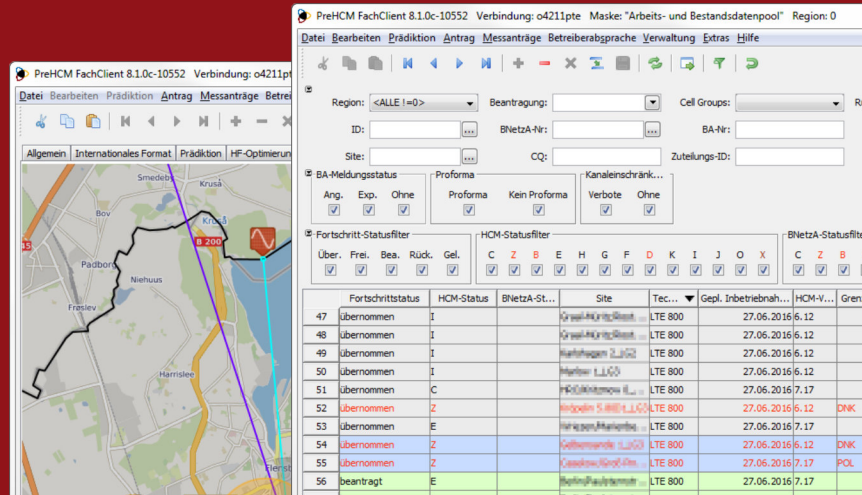 PreHCM FachClient 8.1.0c-10552 Verbindung: o4211pte Maske: "Arbeits- und Bestandsdatenpool" Region: 0
Datei Bearbeiten Prädiktion Antrag Messanträge Betreiberabsprache Verwaltung Extras Hilfe
Region: <ALLE !=0> Beantragung: Cell Groups:
ID: ... BNetzA-Nr: ... BA-Nr:
Site: ... CQ: Zuteilungs-ID:
BA-Meldungsstatus Proforma Kanaleinschränk...
Ang. Exp. Ohne Proforma Kein Proforma Verbote Ohne
Fortschritt-Statusfilter HCM-Statusfilter BNetzA-Statusfilte
Über. Frei. Bea. Rück. Gel. C Z B E H G F D K I J O X C Z B
Fortschrittstatus HCM-Status BNetzA-St... Site Tec... Gepl. Inbetriebnah... HCM-V... Gren
47 übernommen I LTE 800 27.06.2016 6.12
48 übernommen I LTE 800 27.06.2016 6.12
49 übernommen I LTE 800 27.06.2016 6.12
50 übernommen I LTE 800 27.06.2016 6.12
51 übernommen C LTE 800 27.06.2016 7.17
52 übernommen Z LTE 800 27.06.2016 6.12 DNK
53 übernommen E LTE 800 27.06.2016 7.17
54 übernommen Z LTE 800 27.06.2016 6.12 DNK
55 übernommen Z LTE 800 27.06.2016 7.17 POL
56 beantragt E LTE 800 27.06.2016 7.17
PreHCM FachClient 8.1.0c-10552 Verbindung: o4211pt
Datei Bearbeiten Prädiktion Antrag Messanträge Betrei
Allgemein Internationales Format Prädiktion HF-Optimierun
Smedeby
Kruså
Bov
Kruså
B 200
45
Padborg
Niehuus
Frøslev
Harrislee
Flensb